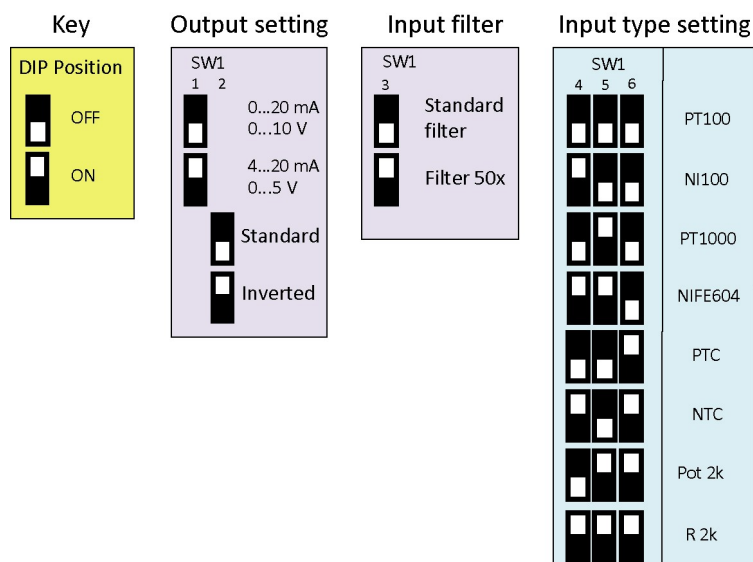 Key
DIP Position
OFF
ON
Output setting
SW1
1 2
0...20 mA
0...10 V
4...20 mA
0...5 V
Standard
Inverted
Input filter
SW1
3
Standard
filter
Filter 50x
Input type setting
SW1
4 5 6
PT100
NI100
PT1000
NIFE604
PTC
NTC
Pot 2k
R 2k